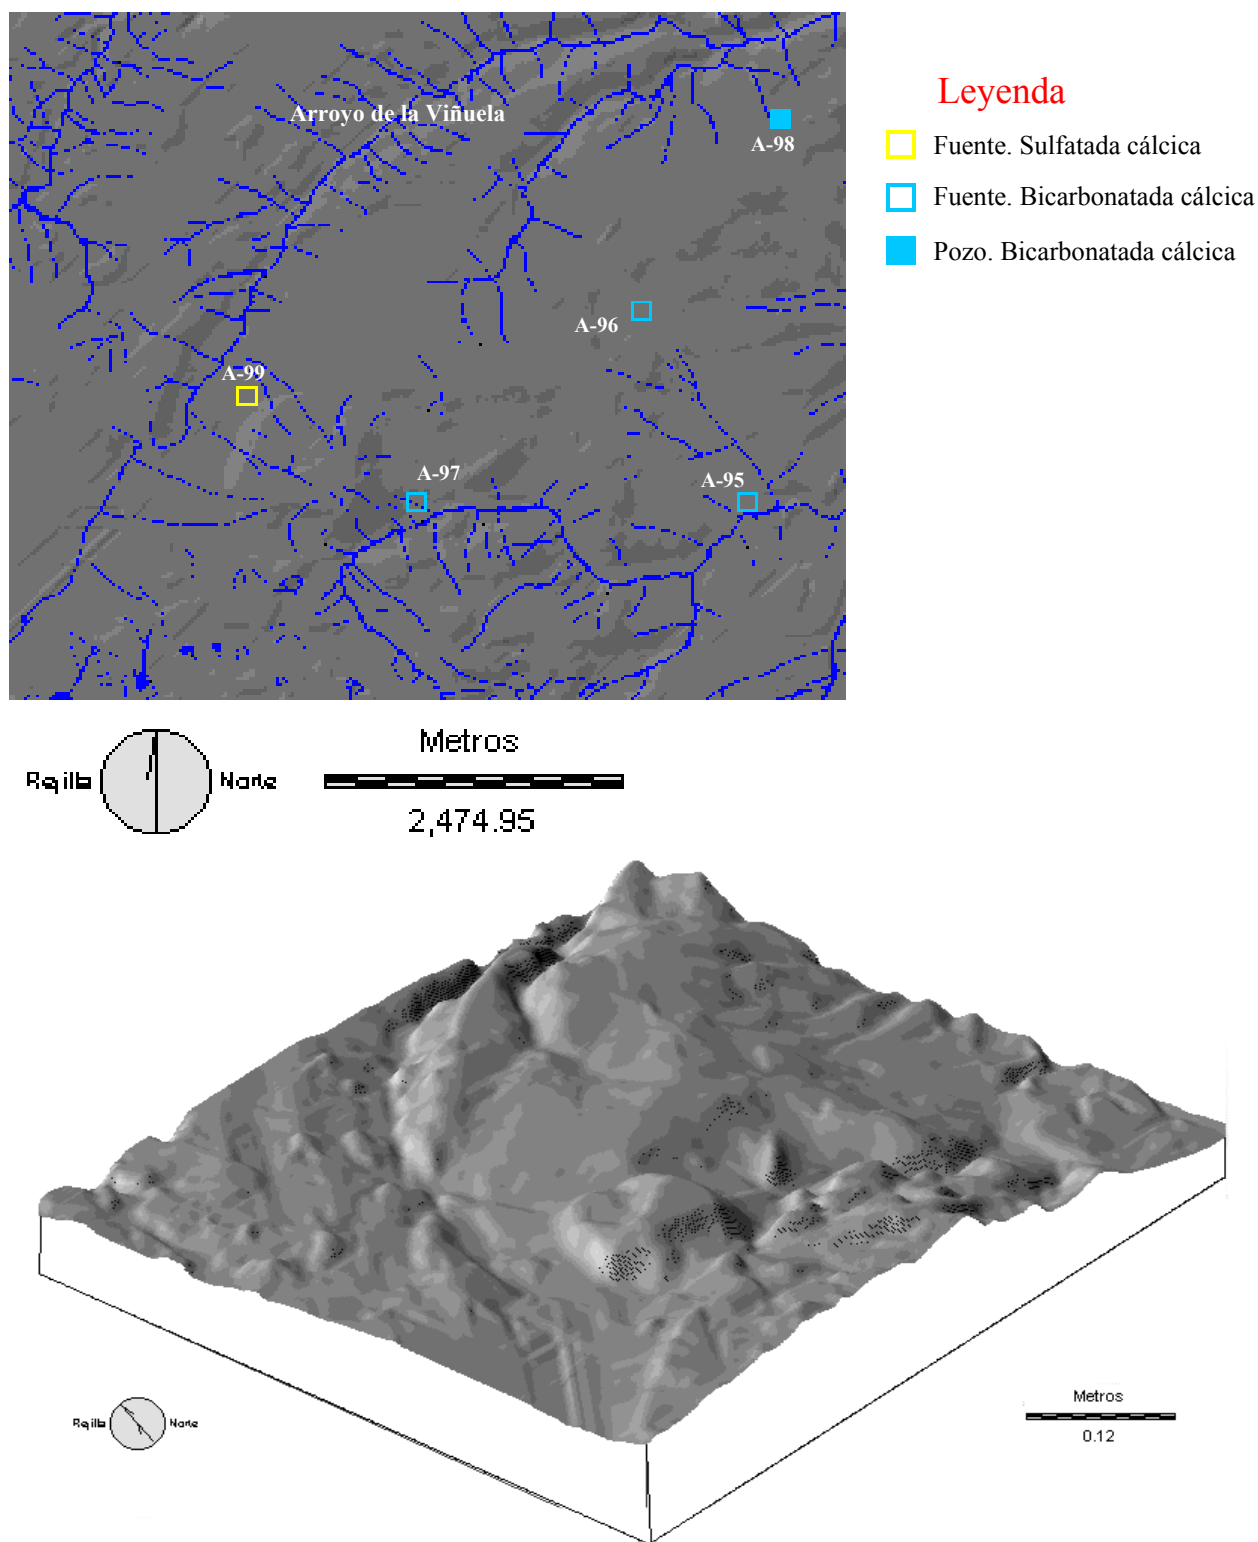 Arroyo de la Viñuela
A-98
A-96
A-99
A-97
A-95
Leyenda
Fuente. Sulfatada cálcica
Fuente. Bicarbonatada cálcica
Pozo. Bicarbonatada cálcica
Rejilla
Norte
Metros
2,474.95
Rejilla
Norte
Metros
0.12